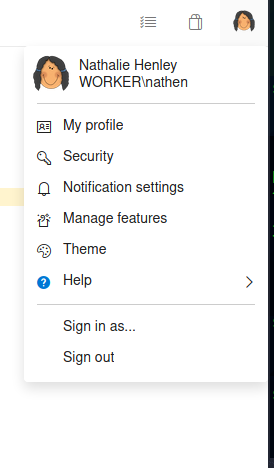 Nathalie Henley
WORKER\nathen
My profile
Security
Notification settings
Manage features
Theme
Help
Sign in as...
Sign out